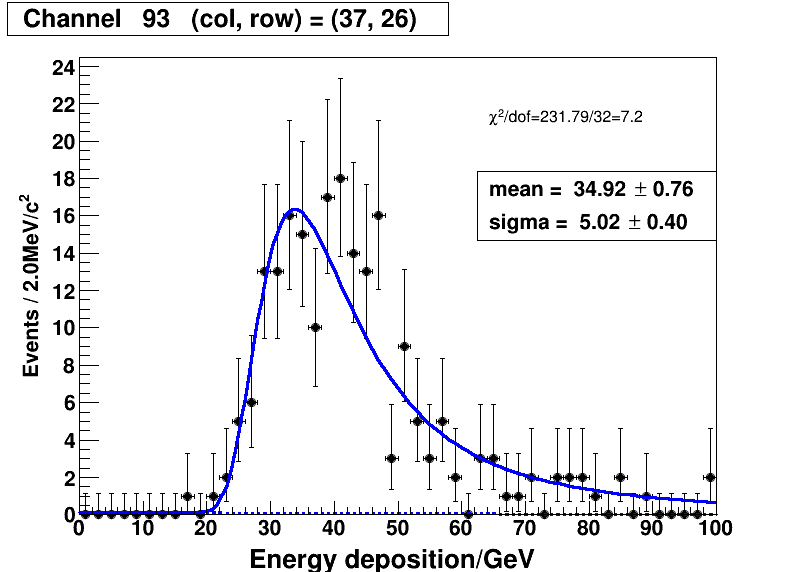 Channel 93 (col, row) = (37, 26)
χ²/dof=231.79/32=7.2
mean = 34.92 ± 0.76
sigma = 5.02 ± 0.40
Events / 2.0MeV/c²
24
22
20
18
16
14
12
10
8
6
4
2
0
0 10 20 30 40 50 60 70 80 90 100
Energy deposition/GeV